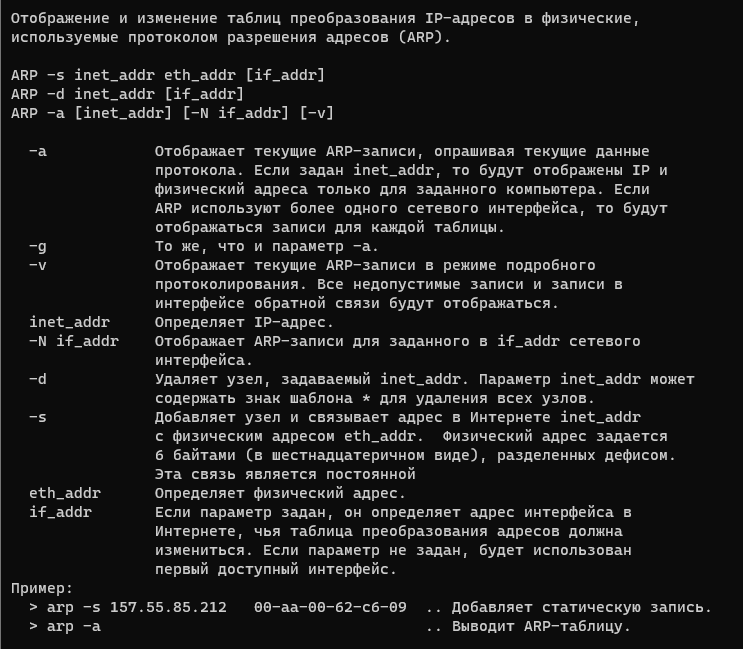 Отображение и изменение таблиц преобразования IP-адресов в физические,
используемые протоколом разрешения адресов (ARP).

ARP -s inet_addr eth_addr [if_addr]
ARP -d inet_addr [if_addr]
ARP -a [inet_addr] [-N if_addr] [-v]

  -a            Отображает текущие ARP-записи, опрашивая текущие данные
                протокола. Если задан inet_addr, то будут отображены IP и
                физический адреса только для заданного компьютера. Если
                ARP используют более одного сетевого интерфейса, то будут
                отображаться записи для каждой таблицы.
  -g            То же, что и параметр -a.
  -v            Отображает текущие ARP-записи в режиме подробного
                протоколирования. Все недопустимые записи и записи в
                интерфейсе обратной связи будут отображаться.
  inet_addr     Определяет IP-адрес.
  -N if_addr    Отображает ARP-записи для заданного в if_addr сетевого
                интерфейса.
  -d            Удаляет узел, задаваемый inet_addr. Параметр inet_addr может
                содержать знак шаблона * для удаления всех узлов.
  -s            Добавляет узел и связывает адрес в Интернете inet_addr
                с физическим адресом eth_addr.  Физический адрес задается
                6 байтами (в шестнадцатеричном виде), разделенных дефисом.
                Эта связь является постоянной
  eth_addr      Определяет физический адрес.
  if_addr       Если параметр задан, он определяет адрес интерфейса в
                Интернете, чья таблица преобразования адресов должна
                измениться. Если параметр не задан, будет использован
                первый доступный интерфейс.
Пример:
  > arp -s 157.55.85.212   00-aa-00-62-c6-09  .. Добавляет статическую запись.
  > arp -a                                    .. Выводит ARP-таблицу.